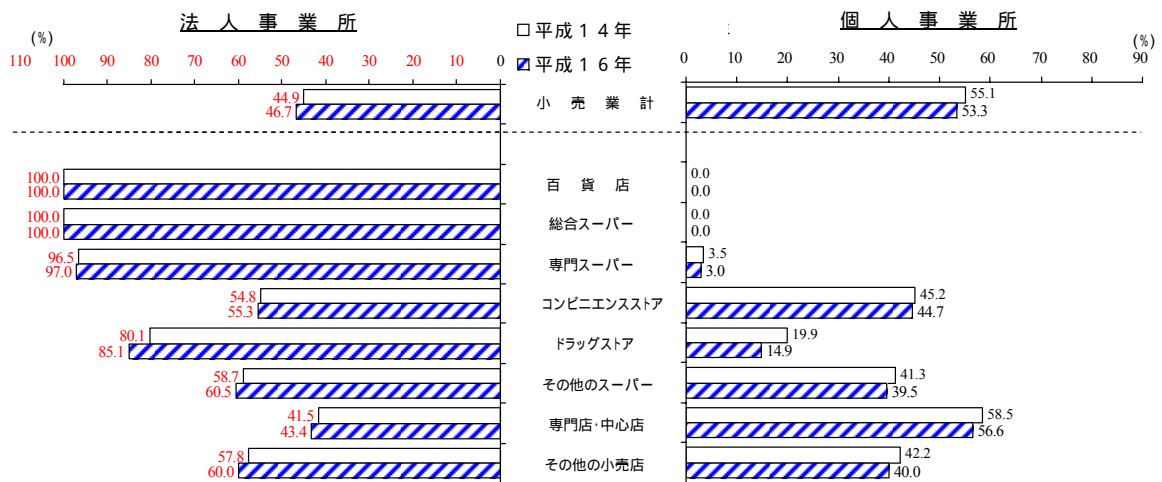 法 人 事 業 所
個 人 事 業 所
□平成14年
平成16年
(%)
110 100 90 80 70 60 50 40 30 20 10 0
(%)
0 10 20 30 40 50 60 70 80 90
44.9 小 売 業 計 55.1
46.7 53.3
100.0 百 貨 店 0.0
100.0 0.0
100.0 総合スーパー 0.0
100.0 0.0
96.5 専門スーパー 3.5
97.0 3.0
54.8 コンビニエンスストア 45.2
55.3 44.7
80.1 ドラッグストア 19.9
85.1 14.9
58.7 その他のスーパー 41.3
60.5 39.5
41.5 専門店・中心店 58.5
43.4 56.6
57.8 その他の小売店 42.2
60.0 40.0